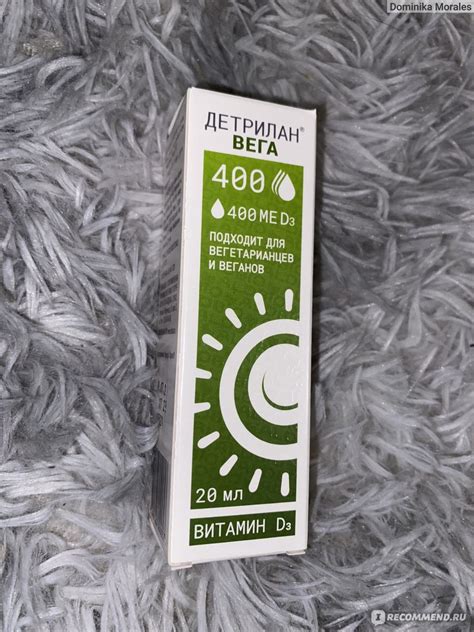 Dominika Morales
ДЕТРИЛАН®
ВЕГА
400
400 МЕ D3
ПОДХОДИТ ДЛЯ
ВЕГЕТАРИАНЦЕВ
И ВЕГАНОВ
20 МЛ
ВИТАМИН D3
I RECOMMEND.RU